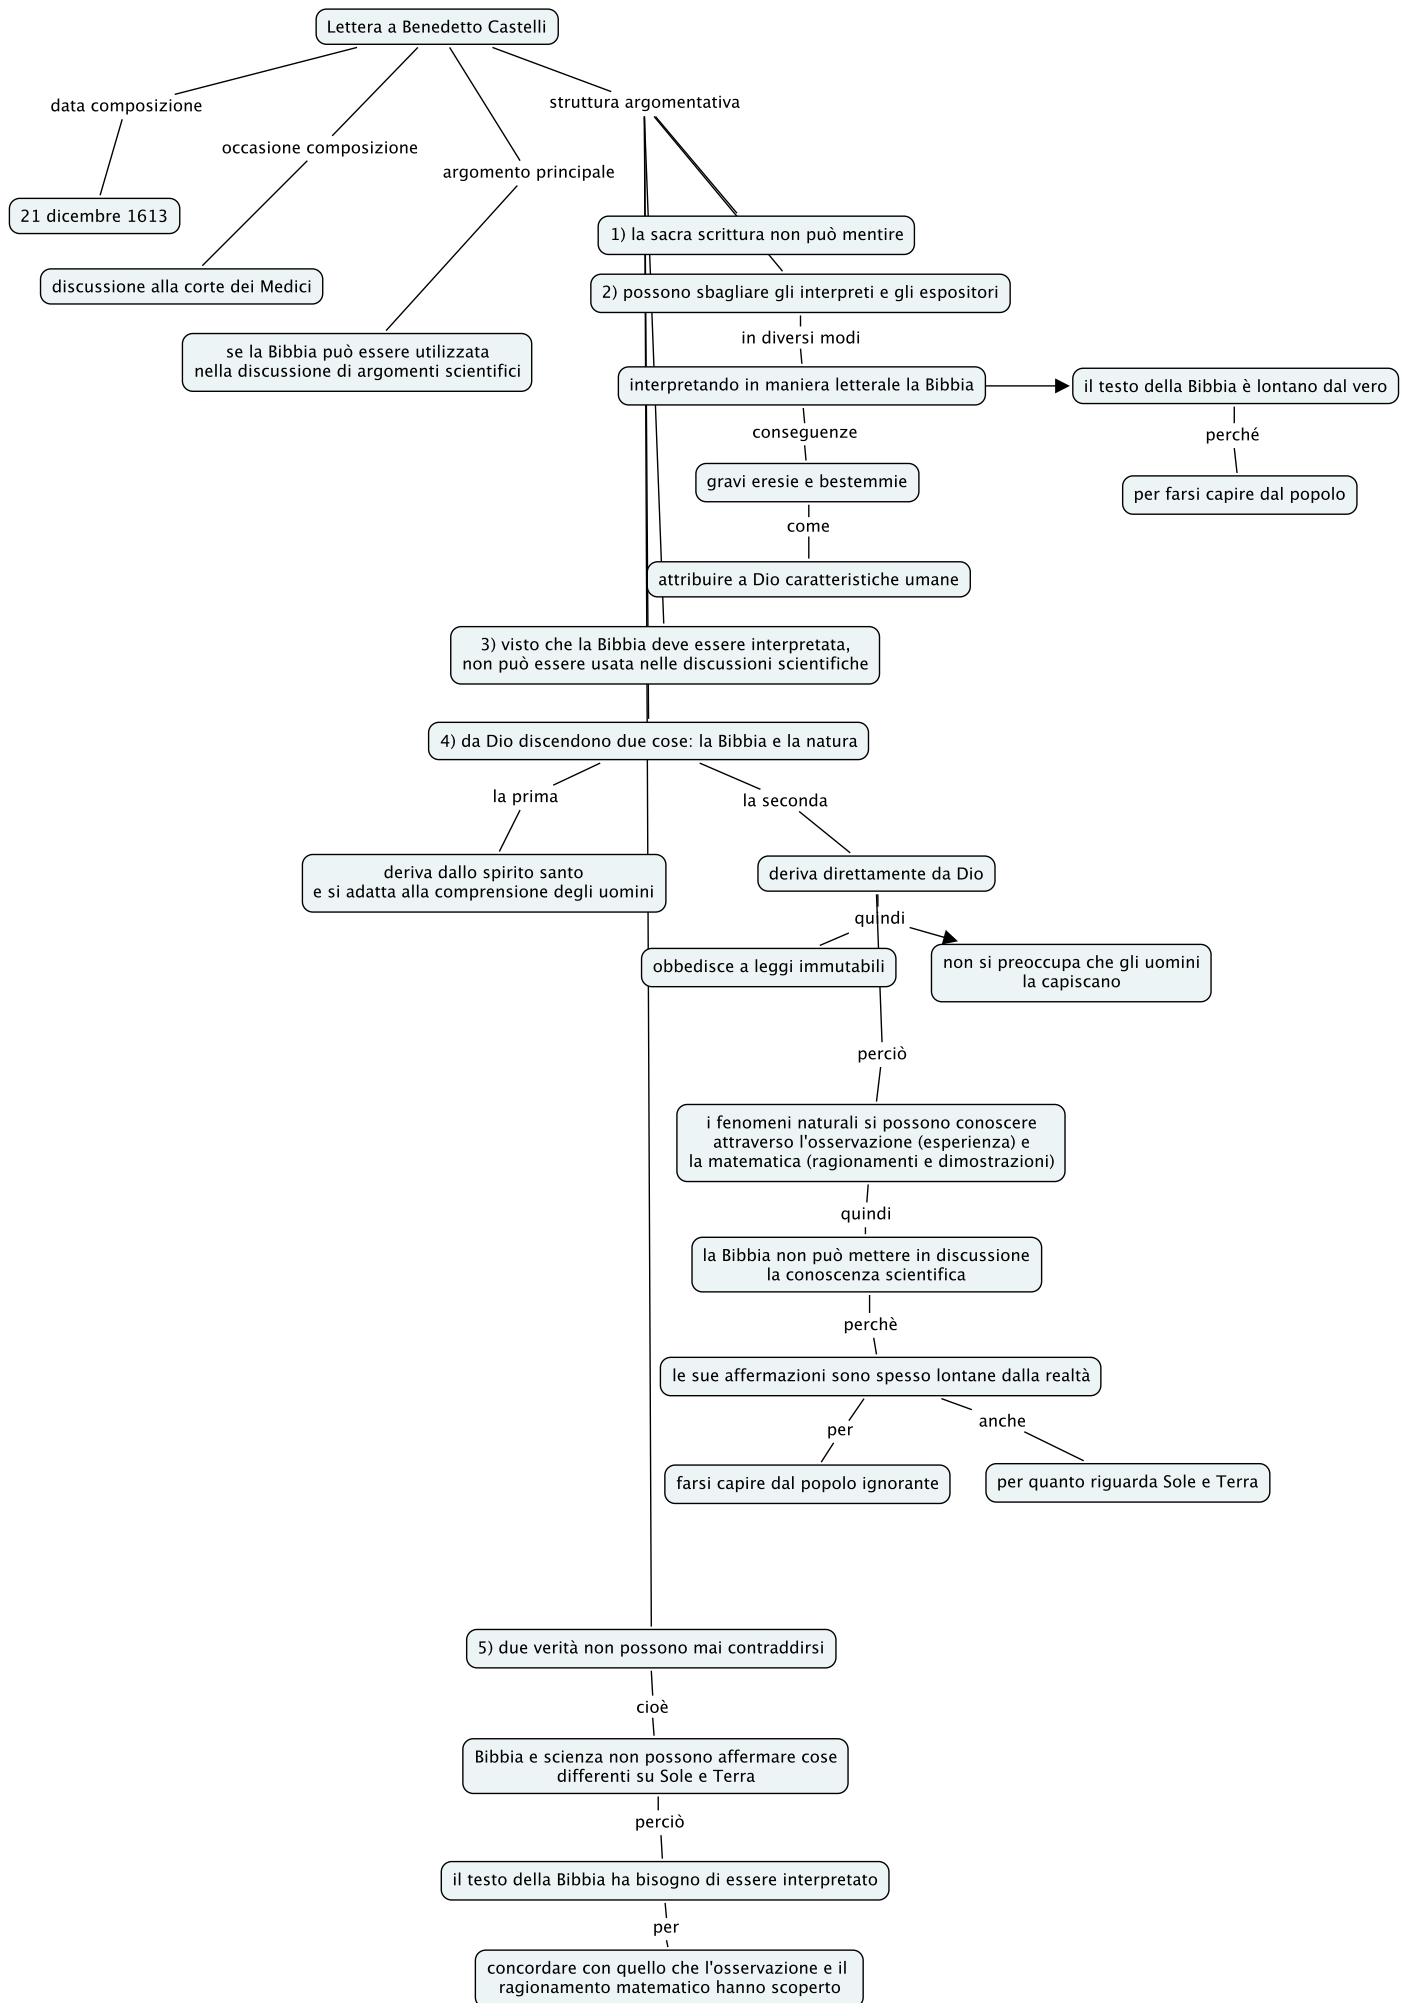 Lettera a Benedetto Castelli
data composizione
21 dicembre 1613
occasione composizione
discussione alla corte dei Medici
argomento principale
se la Bibbia può essere utilizzata
nella discussione di argomenti scientifici
struttura argomentativa
1) la sacra scrittura non può mentire
2) possono sbagliare gli interpreti e gli espositori
in diversi modi
interpretando in maniera letterale la Bibbia
il testo della Bibbia è lontano dal vero
perché
per farsi capire dal popolo
conseguenze
gravi eresie e bestemmie
come
attribuire a Dio caratteristiche umane
3) visto che la Bibbia deve essere interpretata,
non può essere usata nelle discussioni scientifiche
4) da Dio discendono due cose: la Bibbia e la natura
la prima
deriva dallo spirito santo
e si adatta alla comprensione degli uomini
la seconda
deriva direttamente da Dio
quindi
obbedisce a leggi immutabili
non si preoccupa che gli uomini
la capiscano
perciò
i fenomeni naturali si possono conoscere
attraverso l'osservazione (esperienza) e
la matematica (ragionamenti e dimostrazioni)
quindi
la Bibbia non può mettere in discussione
la conoscenza scientifica
perchè
le sue affermazioni sono spesso lontane dalla realtà
per
farsi capire dal popolo ignorante
anche
per quanto riguarda Sole e Terra
5) due verità non possono mai contraddirsi
cioè
Bibbia e scienza non possono affermare cose
differenti su Sole e Terra
perciò
il testo della Bibbia ha bisogno di essere interpretato
per
concordare con quello che l'osservazione e il
ragionamento matematico hanno scoperto